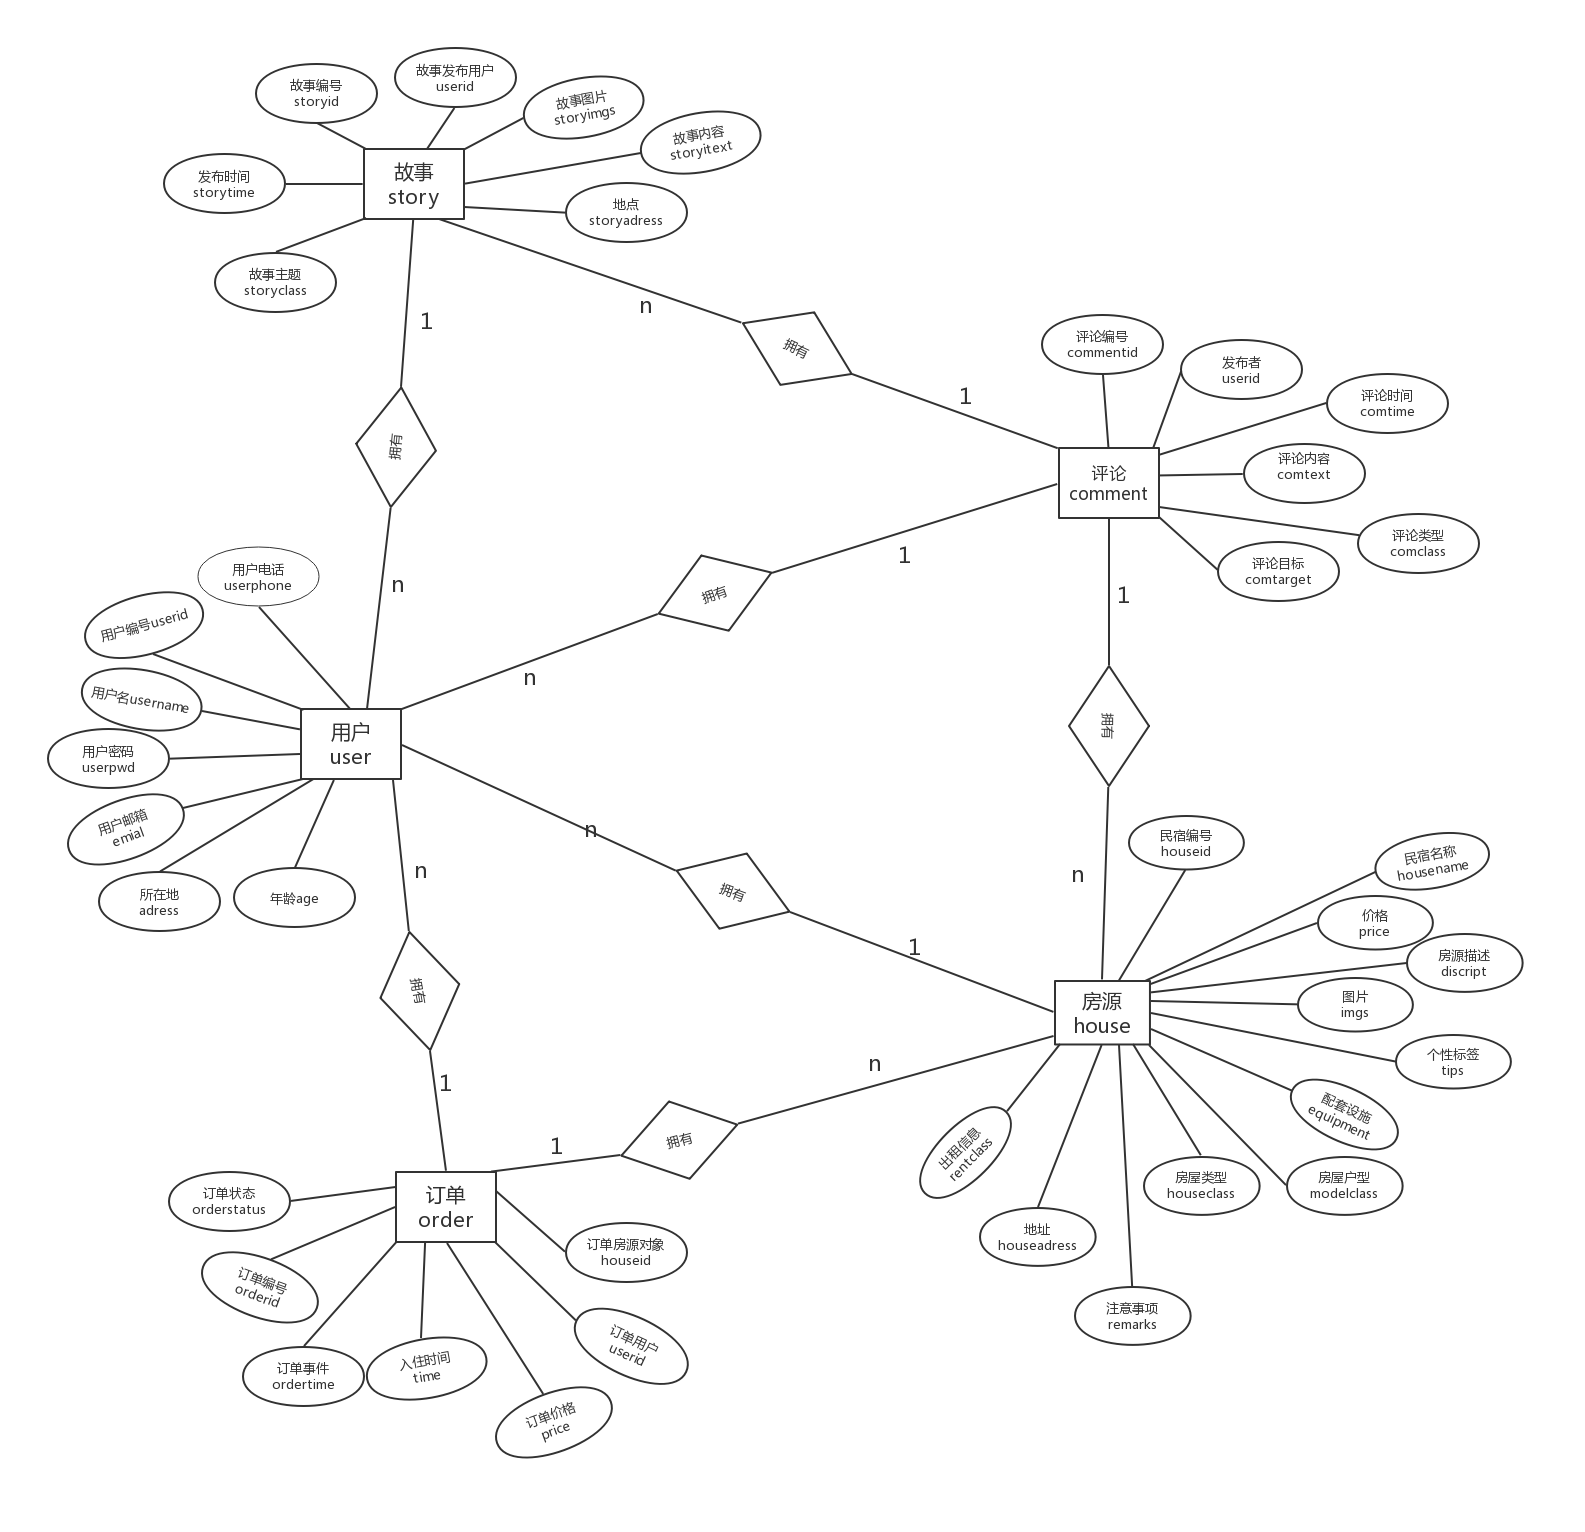 故事编号
storyid
故事发布用户
userid
故事图片
storyimgs
故事内容
storyitext
发布时间
storytime
故事
story
地点
storyadress
故事主题
storyclass
1
n
拥有
评论编号
commentid
发布者
userid
评论时间
comtime
1
拥有
评论
comment
评论内容
comtext
评论类型
comclass
评论目标
comtarget
1
1
拥有
n
n
用户电话
userphone
用户编号userid
用户名username
用户
user
用户密码
userpwd
用户邮箱
emial
所在地
adress
年龄age
拥有
n
n
拥有
1
n
民宿编号
houseid
民宿名称
housename
价格
price
房源描述
discript
图片
imgs
房源
house
个性标签
tips
配套设施
equipment
房屋户型
modelclass
房屋类型
houseclass
出租信息
rentclass
地址
houseadress
注意事项
remarks
n
拥有
1
拥有
1
订单
order
订单状态
orderstatus
订单编号
orderid
订单房源对象
houseid
订单用户
userid
订单事件
ordertime
入住时间
time
订单价格
price